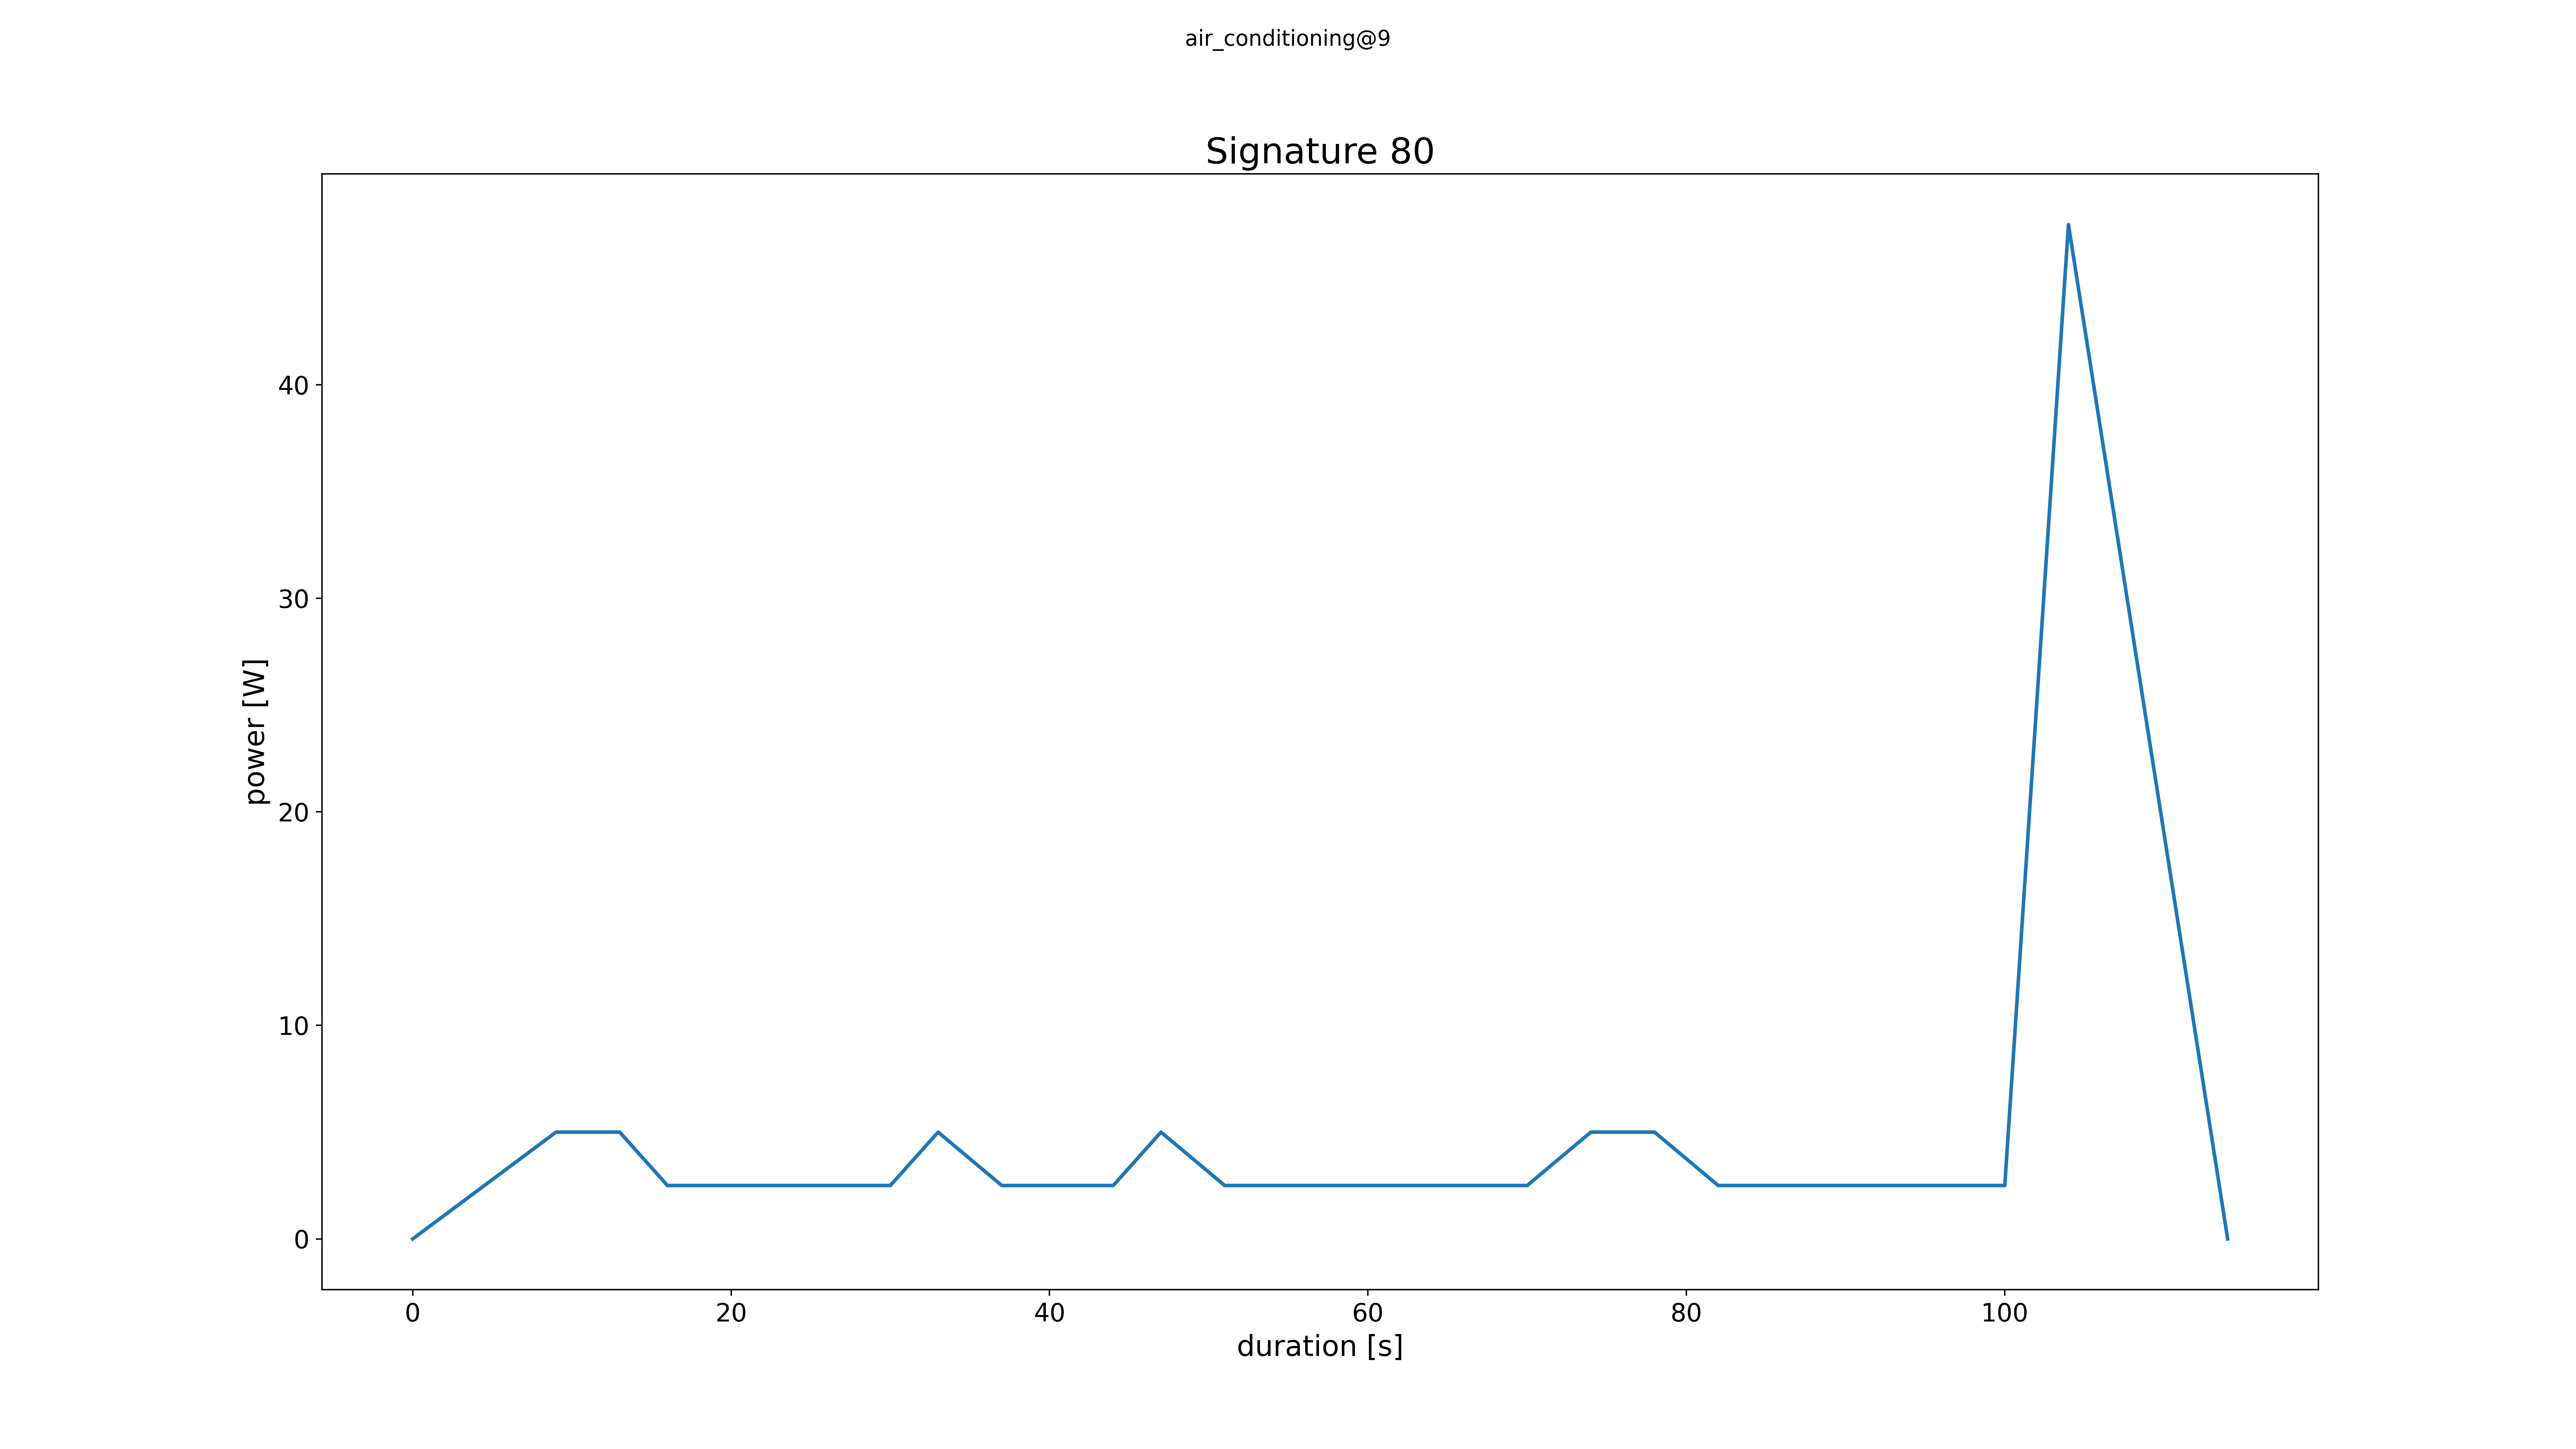 air_conditioning@9
Signature 80
power [W]
40
30
20
10
0
0 20 40 60 80 100
duration [s]